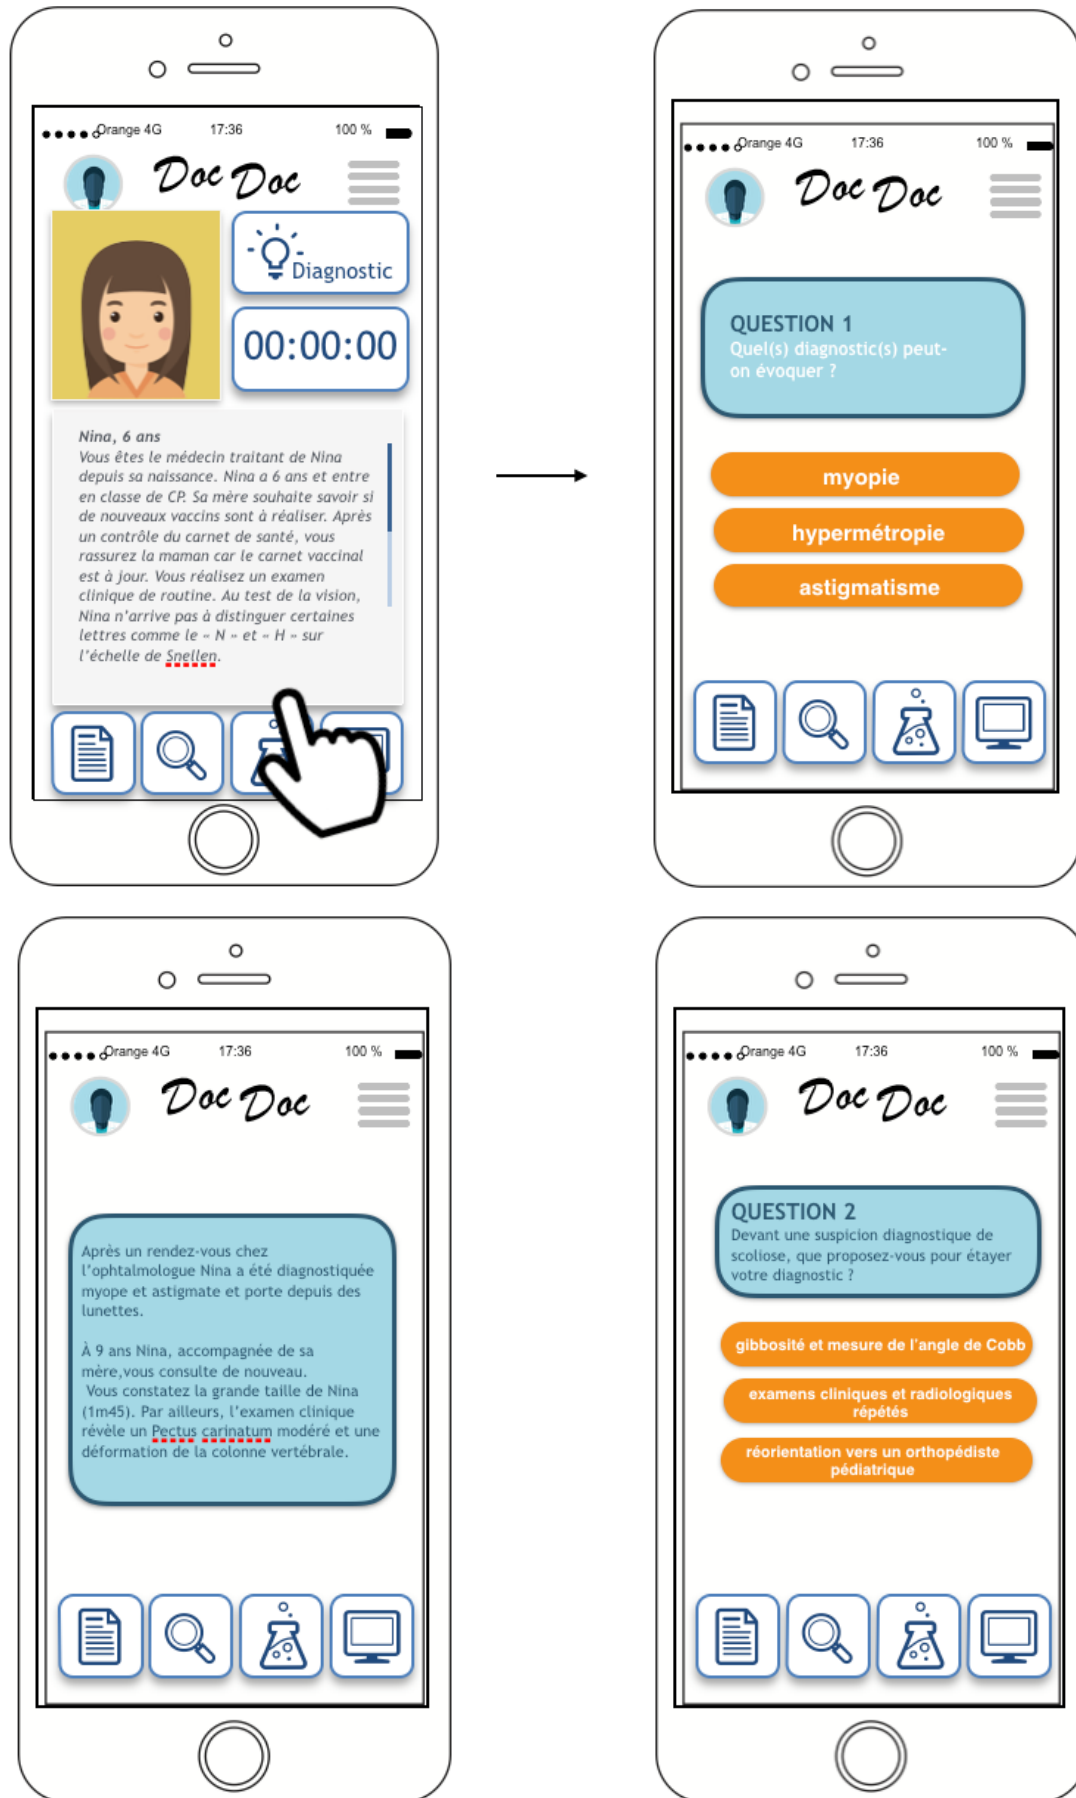 Orange 4G 17:36 100 %
Doc Doc
Diagnostic
00:00:00
Nina, 6 ans
Vous êtes le médecin traitant de Nina
depuis sa naissance. Nina a 6 ans et entre
en classe de CP. Sa mère souhaite savoir si
de nouveaux vaccins sont à réaliser. Après
un contrôle du carnet de santé, vous
rassurez la maman car le carnet vaccinal
est à jour. Vous réalisez un examen
clinique de routine. Au test de la vision,
Nina n'arrive pas à distinguer certaines
lettres comme le « N » et « H » sur
l'échelle de Snellen.
Orange 4G 17:36 100 %
Doc Doc
QUESTION 1
Quel(s) diagnostic(s) peut-
on évoquer ?
myopie
hypermétropie
astigmatisme
Orange 4G 17:36 100 %
Doc Doc
Après un rendez-vous chez
l'ophtalmologue Nina a été diagnostiquée
myope et astigmate et porte depuis des
lunettes.
À 9 ans Nina, accompagnée de sa
mère,vous consulte de nouveau.
Vous constatez la grande taille de Nina
(1m45). Par ailleurs, l'examen clinique
révèle un Pectus carinatum modéré et une
déformation de la colonne vertébrale.
Orange 4G 17:36 100 %
Doc Doc
QUESTION 2
Devant une suspicion diagnostique de
scoliose, que proposez-vous pour étayer
votre diagnostic ?
gibbosité et mesure de l'angle de Cobb
examens cliniques et radiologiques
répétés
réorientation vers un orthopédiste
pédiatrique